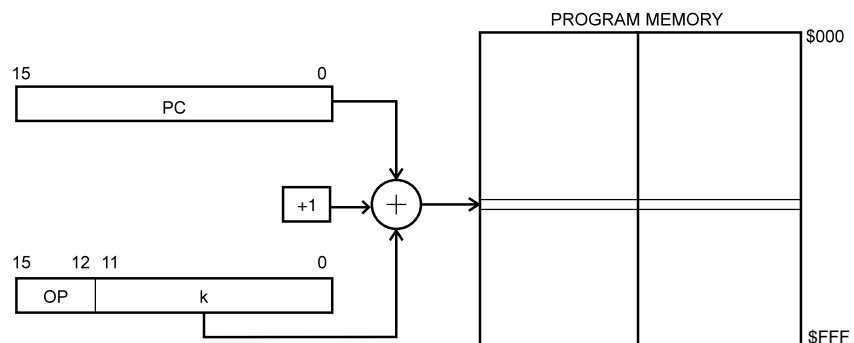 PROGRAM MEMORY
$000
15 0
PC
+1
+
15 12 11 0
OP k
$FFF